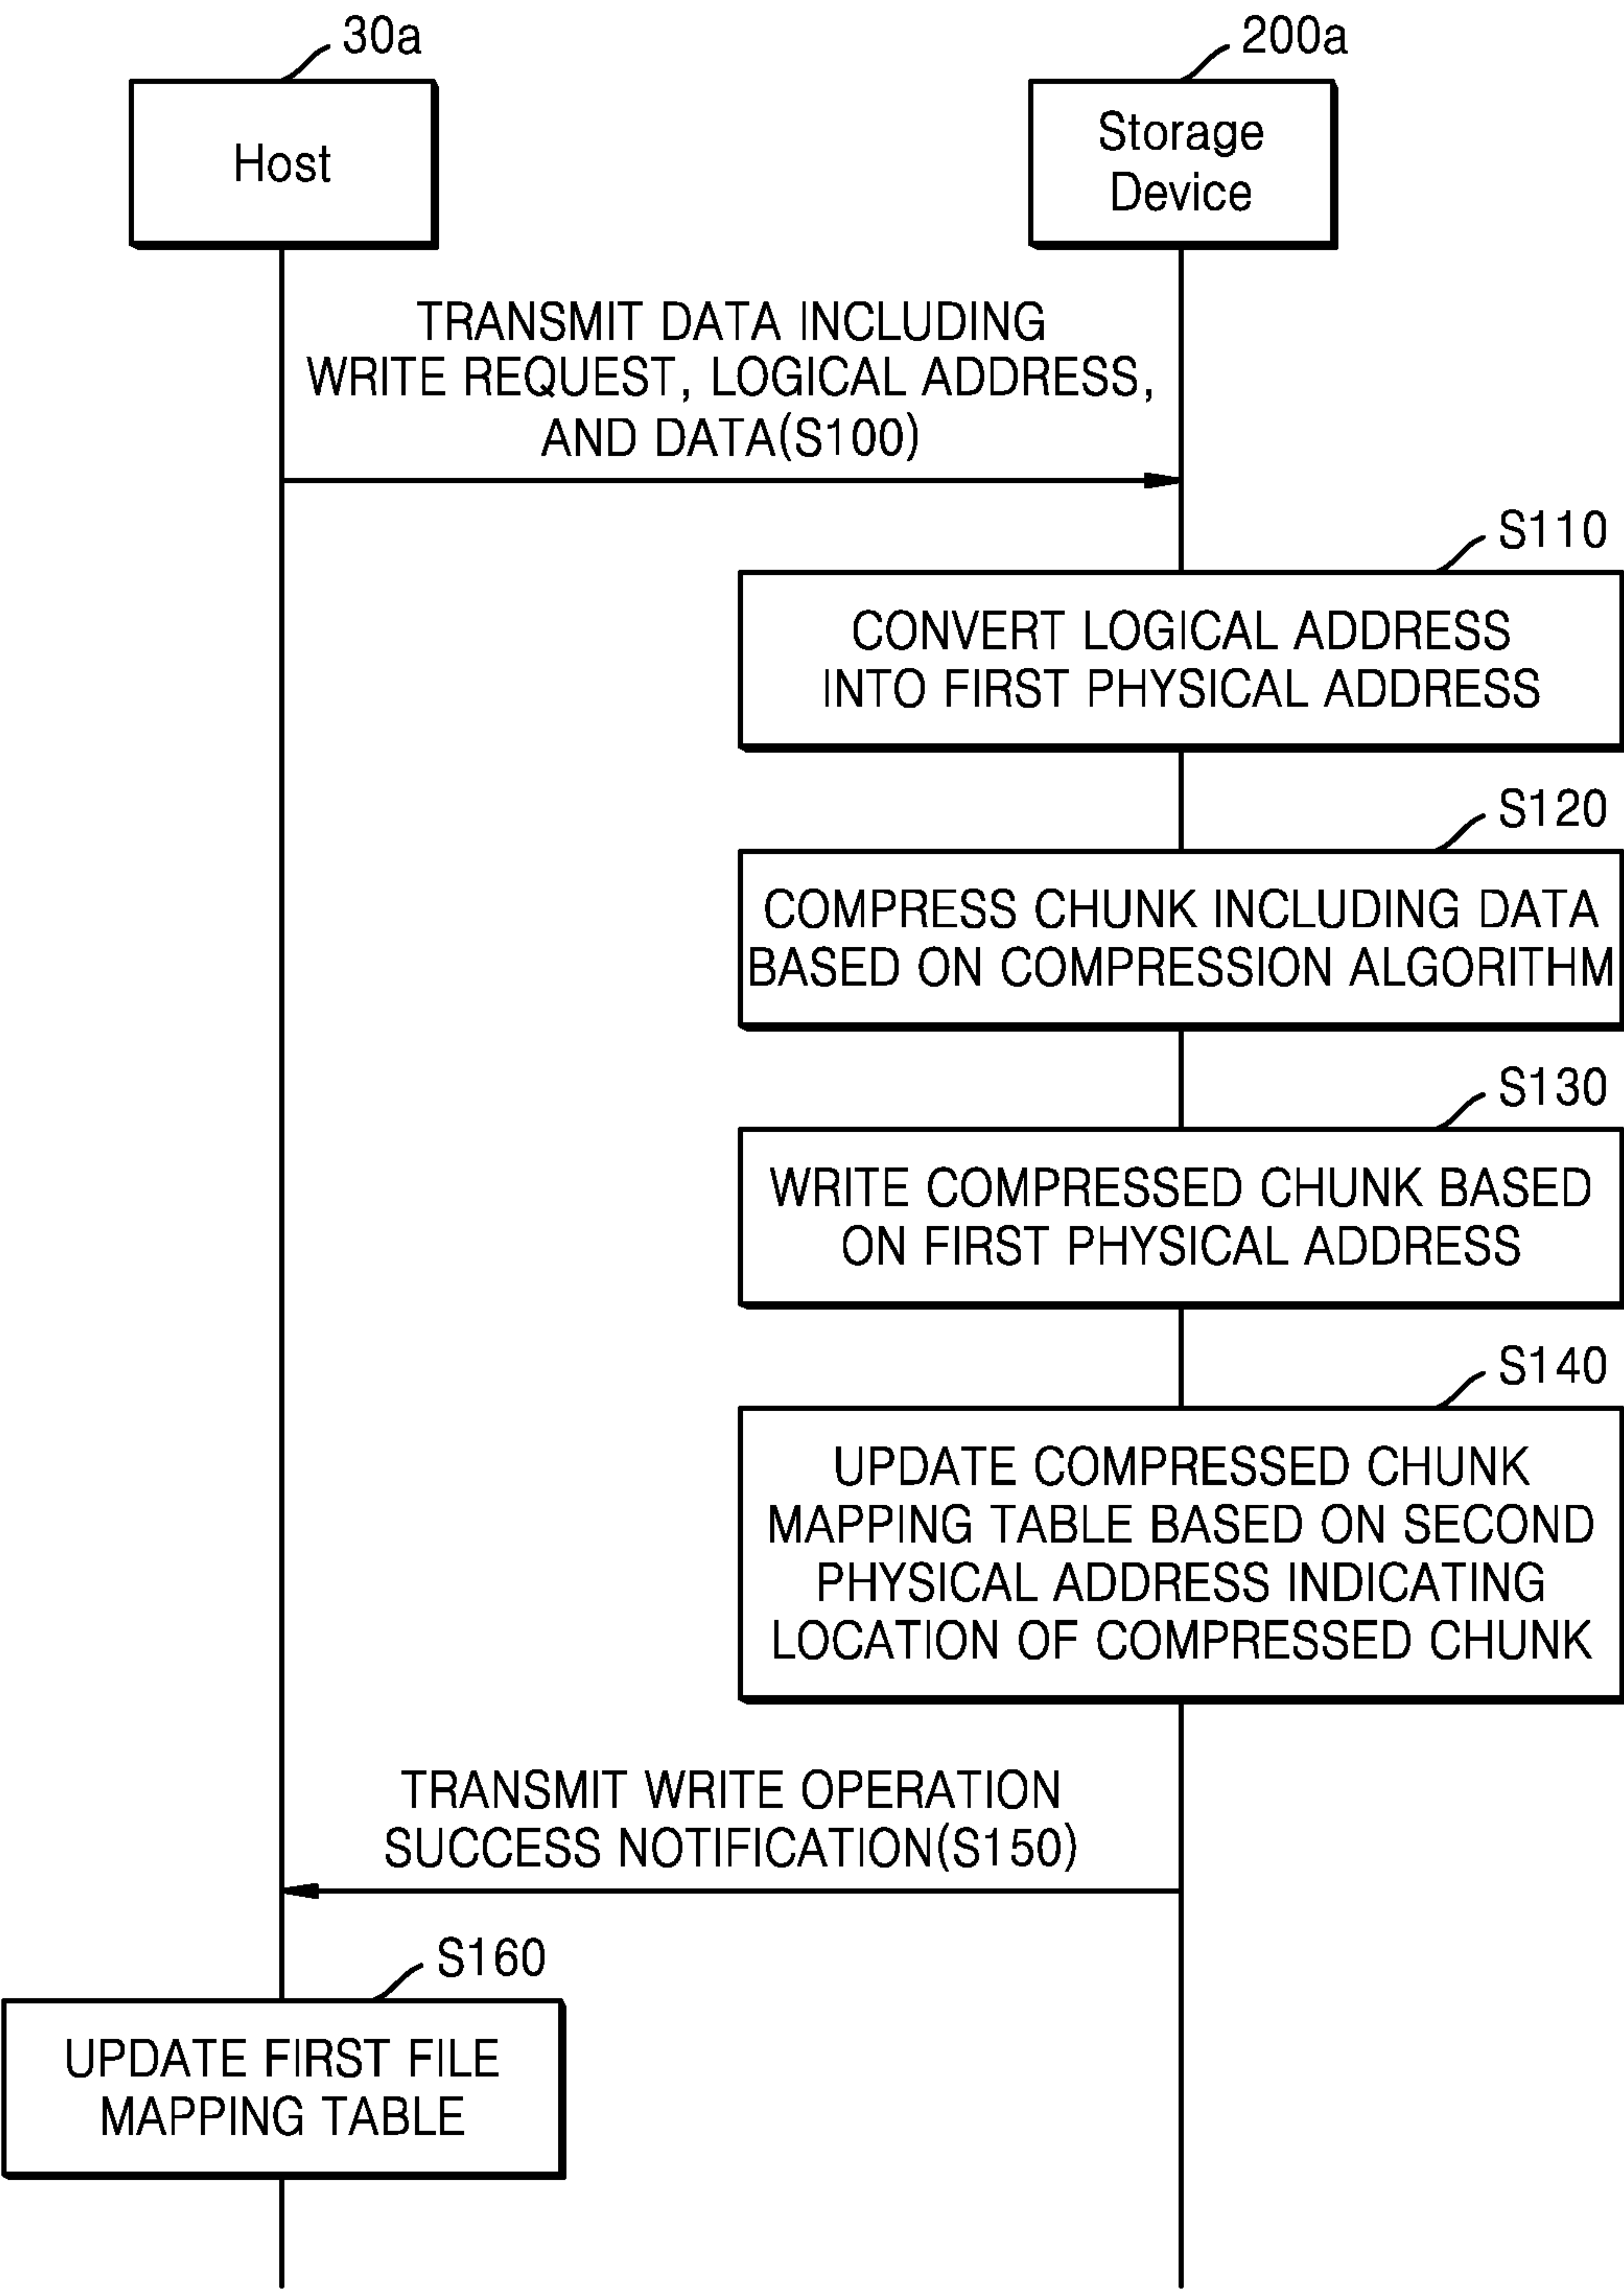 30a
200a
Host
Storage
Device
TRANSMIT DATA INCLUDING
WRITE REQUEST, LOGICAL ADDRESS,
AND DATA(S100)
S110
CONVERT LOGICAL ADDRESS
INTO FIRST PHYSICAL ADDRESS
S120
COMPRESS CHUNK INCLUDING DATA
BASED ON COMPRESSION ALGORITHM
S130
WRITE COMPRESSED CHUNK BASED
ON FIRST PHYSICAL ADDRESS
S140
UPDATE COMPRESSED CHUNK
MAPPING TABLE BASED ON SECOND
PHYSICAL ADDRESS INDICATING
LOCATION OF COMPRESSED CHUNK
TRANSMIT WRITE OPERATION
SUCCESS NOTIFICATION(S150)
S160
UPDATE FIRST FILE
MAPPING TABLE